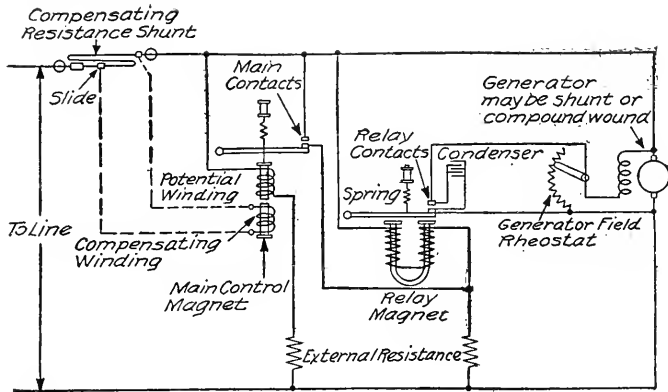 Compensating
Resistance Shunt
Slide
Main
Contacts
Generator
may be shunt or
compound wound
Relay
Contacts
Condenser
Spring
Potential
Winding
To Line
Compensating
Winding
Generator Field
Rheostat
Main Control
Magnet
Relay
Magnet
External Resistance